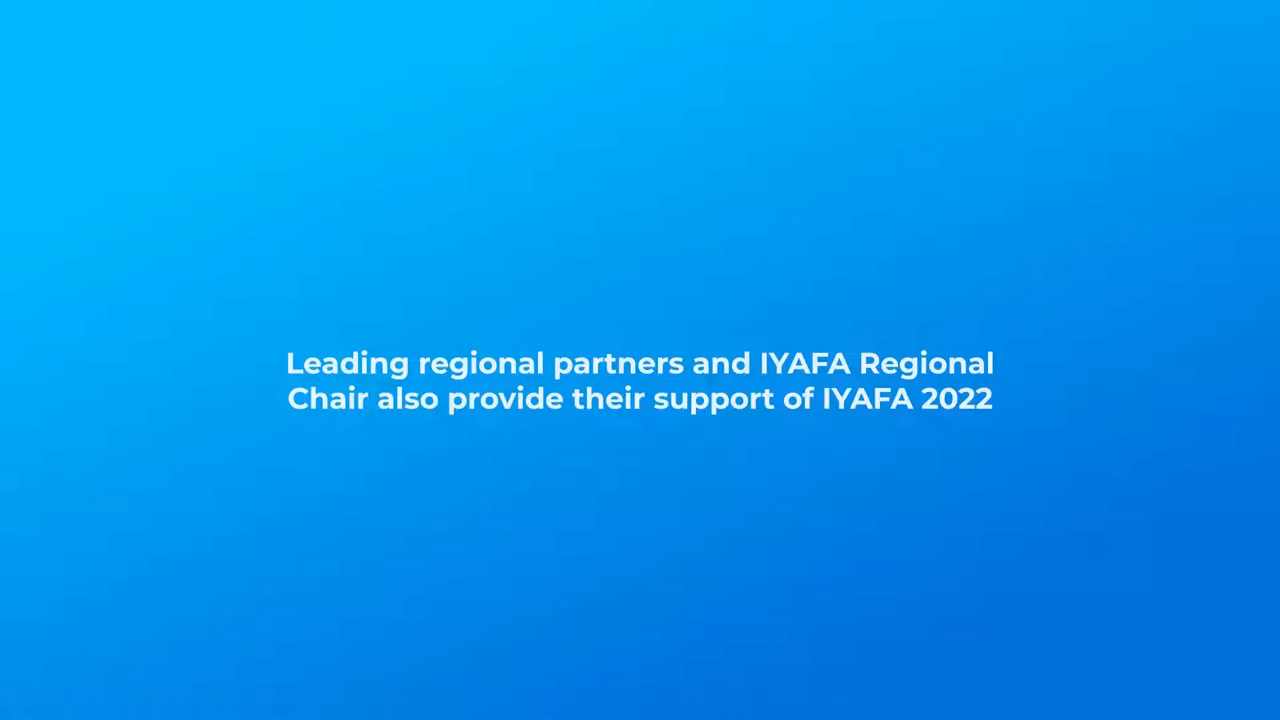 Leading regional partners and IYAFA Regional
Chair also provide their support of IYAFA 2022